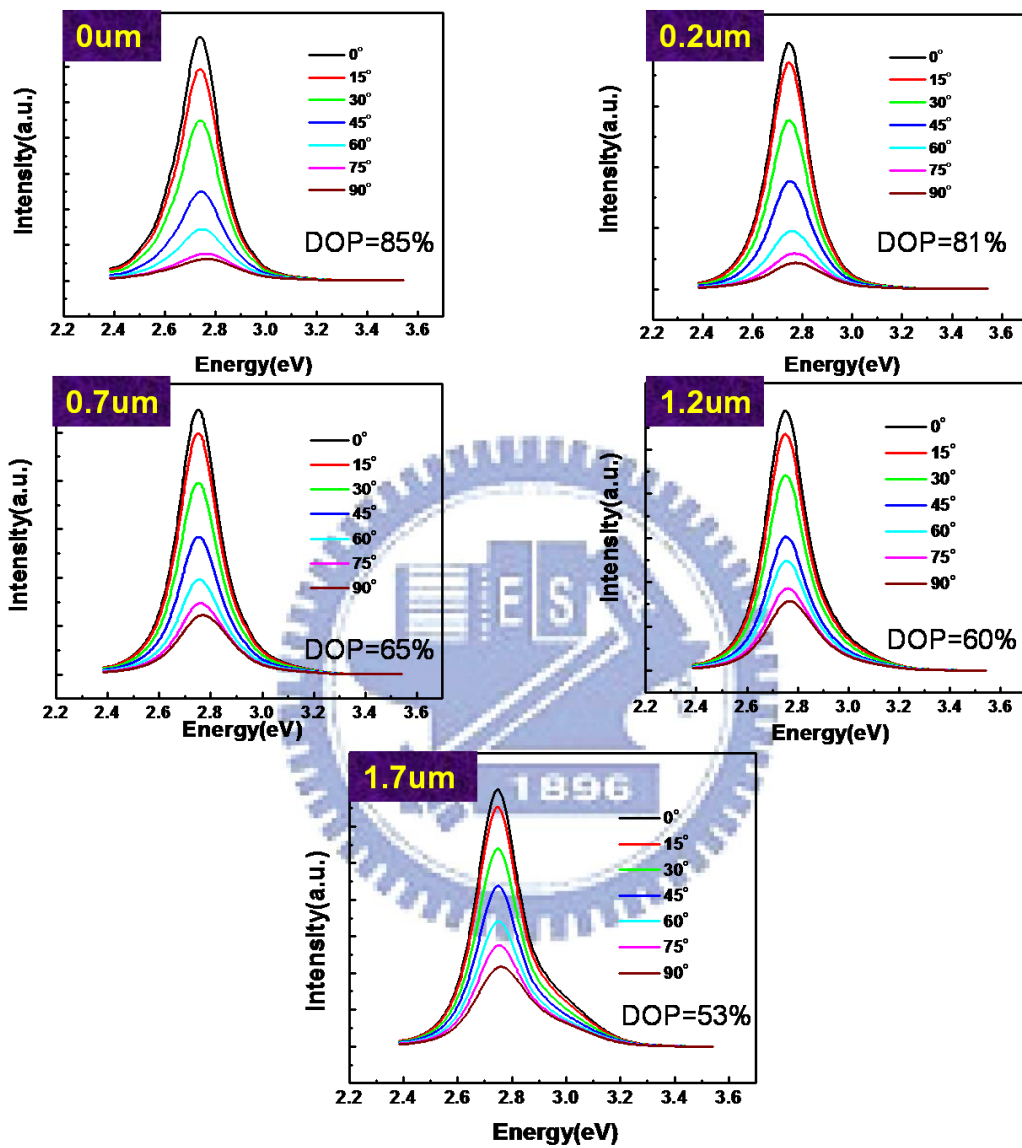 0um
Intensity(a.u.)
0°
15°
30°
45°
60°
75°
90°
DOP=85%
2.2 2.4 2.6 2.8 3.0 3.2 3.4 3.6
Energy(eV)
0.2um
Intensity(a.u.)
0°
15°
30°
45°
60°
75°
90°
DOP=81%
2.2 2.4 2.6 2.8 3.0 3.2 3.4 3.6
Energy(eV)
0.7um
Intensity(a.u.)
0°
15°
30°
45°
60°
75°
90°
DOP=65%
2.2 2.4 2.6 2.8 3.0 3.2 3.4 3.6
Energy(eV)
1.2um
Intensity(a.u.)
0°
15°
30°
45°
60°
75°
90°
DOP=60%
2.2 2.4 2.6 2.8 3.0 3.2 3.4 3.6
Energy(eV)
ES
1896
1.7um
Intensity(a.u.)
0°
15°
30°
45°
60°
75°
90°
DOP=53%
2.2 2.4 2.6 2.8 3.0 3.2 3.4 3.6
Energy(eV)